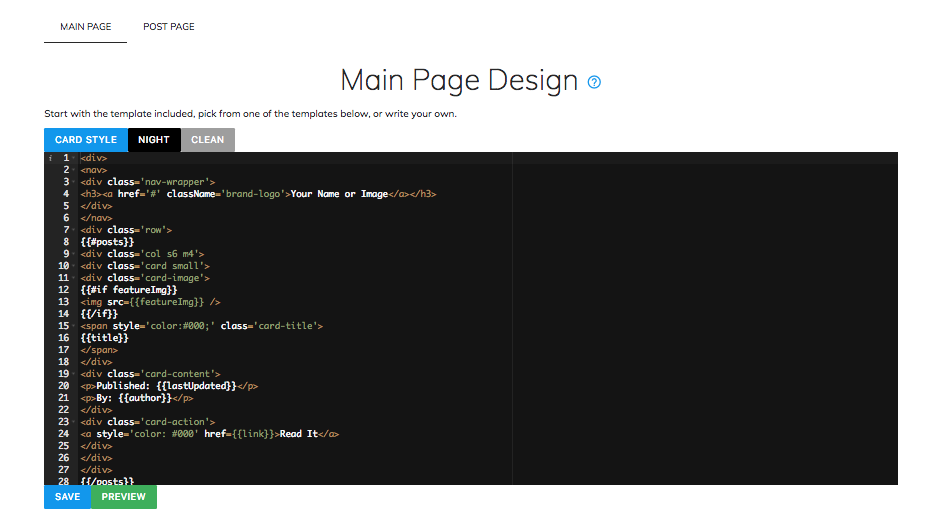 MAIN PAGE POST PAGE
Main Page Design ?
Start with the template included, pick from one of the templates below, or write your own.
CARD STYLE NIGHT CLEAN
i 1 <div>
2 <nav>
3 <div class='nav-wrapper'>
4 <h3><a href='#' className='brand-logo'>Your Name or Image</a></h3>
5 </div>
6 </nav>
7 <div class='row'>
8 {{#posts}}
9 <div class='col s6 m4'>
10 <div class='card small'>
11 <div class='card-image'>
12 {{#if featureImg}}
13 <img src={{featureImg}} />
14 {{/if}}
15 <span style='color:#000;' class='card-title'>
16 {{title}}
17 </span>
18 </div>
19 <div class='card-content'>
20 <p>Published: {{lastUpdated}}</p>
21 <p>By: {{author}}</p>
22 </div>
23 <div class='card-action'>
24 <a style='color: #000' href={{link}}>Read It</a>
25 </div>
26 </div>
27 </div>
28 {{/posts}}
SAVE PREVIEW